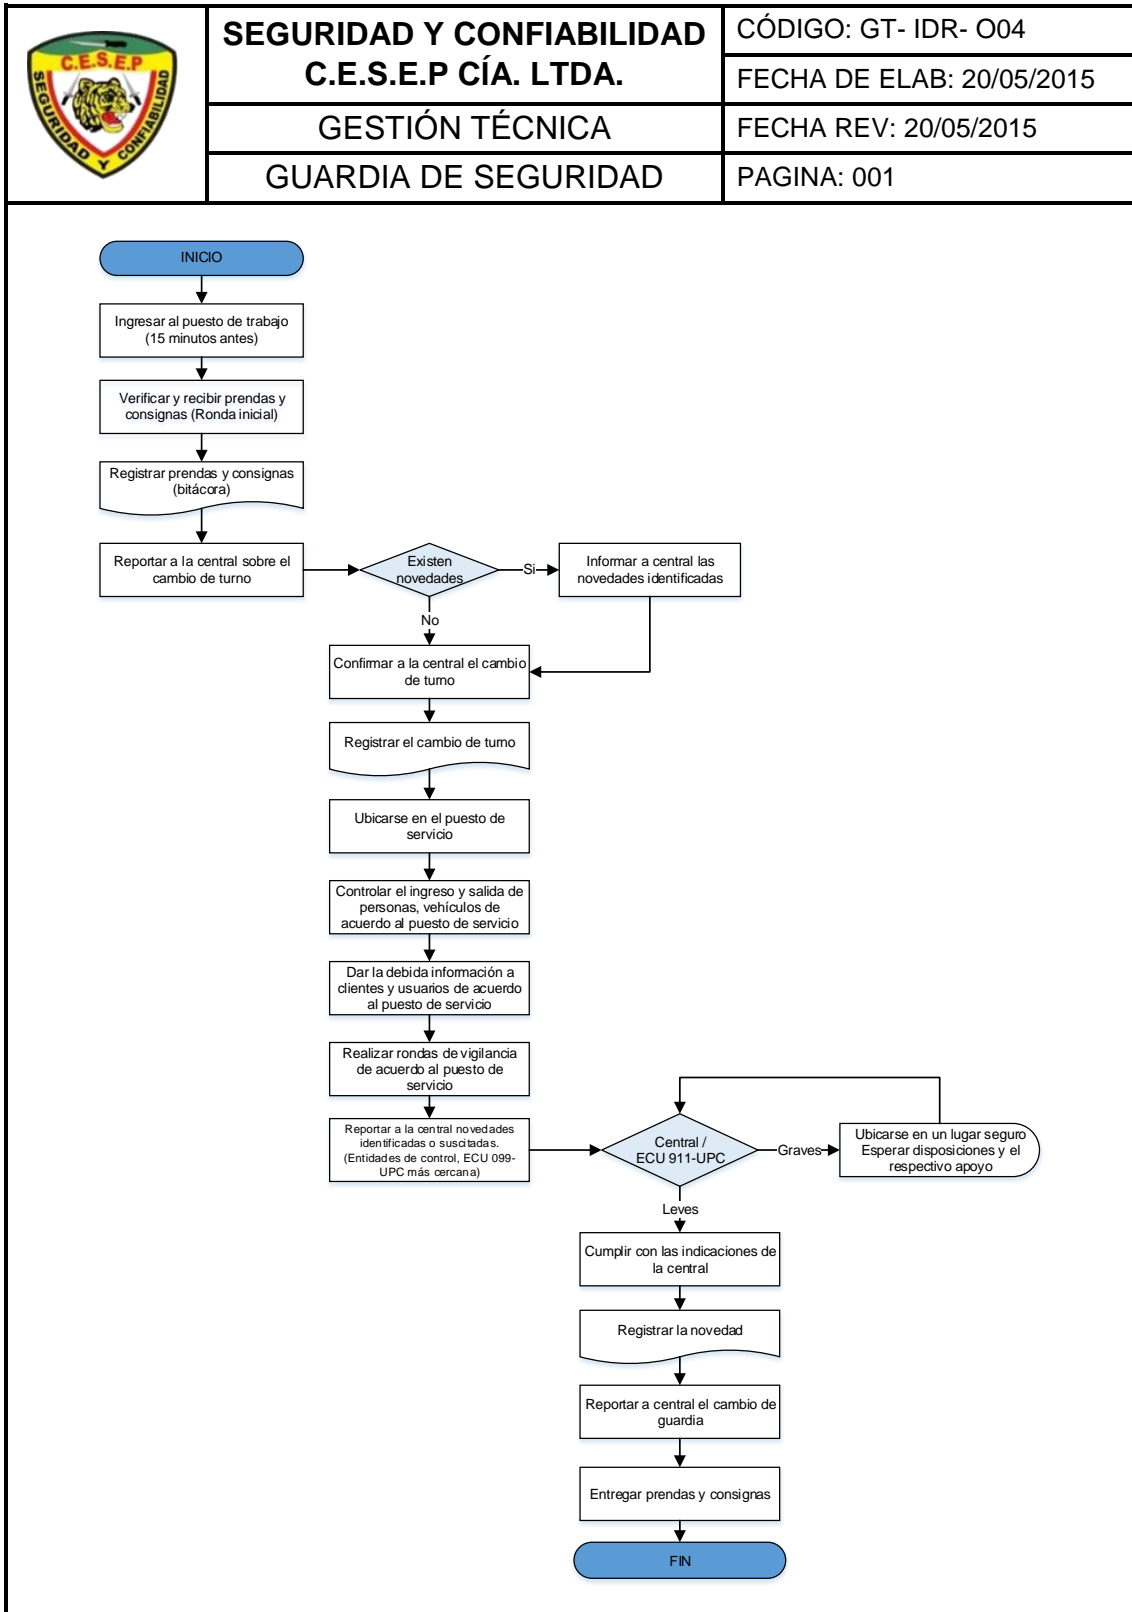 C.E.S.E.P
SEGURIDAD Y CONFIABILIDAD
SEGURIDAD Y CONFIABILIDAD
C.E.S.E.P CÍA. LTDA.
GESTIÓN TÉCNICA
GUARDIA DE SEGURIDAD
CÓDIGO: GT- IDR- O04
FECHA DE ELAB: 20/05/2015
FECHA REV: 20/05/2015
PAGINA: 001
INICIO
Ingresar al puesto de trabajo
(15 minutos antes)
Verificar y recibir prendas y
consignas (Ronda inicial)
Registrar prendas y consignas
(bitácora)
Reportar a la central sobre el
cambio de turno
Existen
novedades
Si
Informar a central las
novedades identificadas
No
Confirmar a la central el cambio
de turno
Registrar el cambio de turno
Ubicarse en el puesto de
servicio
Controlar el ingreso y salida de
personas, vehículos de
acuerdo al puesto de servicio
Dar la debida información a
clientes y usuarios de acuerdo
al puesto de servicio
Realizar rondas de vigilancia
de acuerdo al puesto de
servicio
Reportar a la central novedades
identificadas o suscitadas.
(Entidades de control, ECU 099-
UPC más cercana)
Central /
ECU 911-UPC
Graves
Ubicarse en un lugar seguro
Esperar disposiciones y el
respectivo apoyo
Leves
Cumplir con las indicaciones de
la central
Registrar la novedad
Reportar a central el cambio de
guardia
Entregar prendas y consignas
FIN